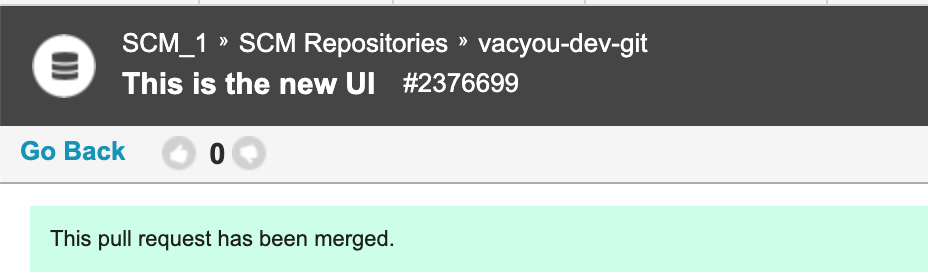 SCM_1 » SCM Repositories » vacyou-dev-git
This is the new UI #2376699
Go Back 0
This pull request has been merged.